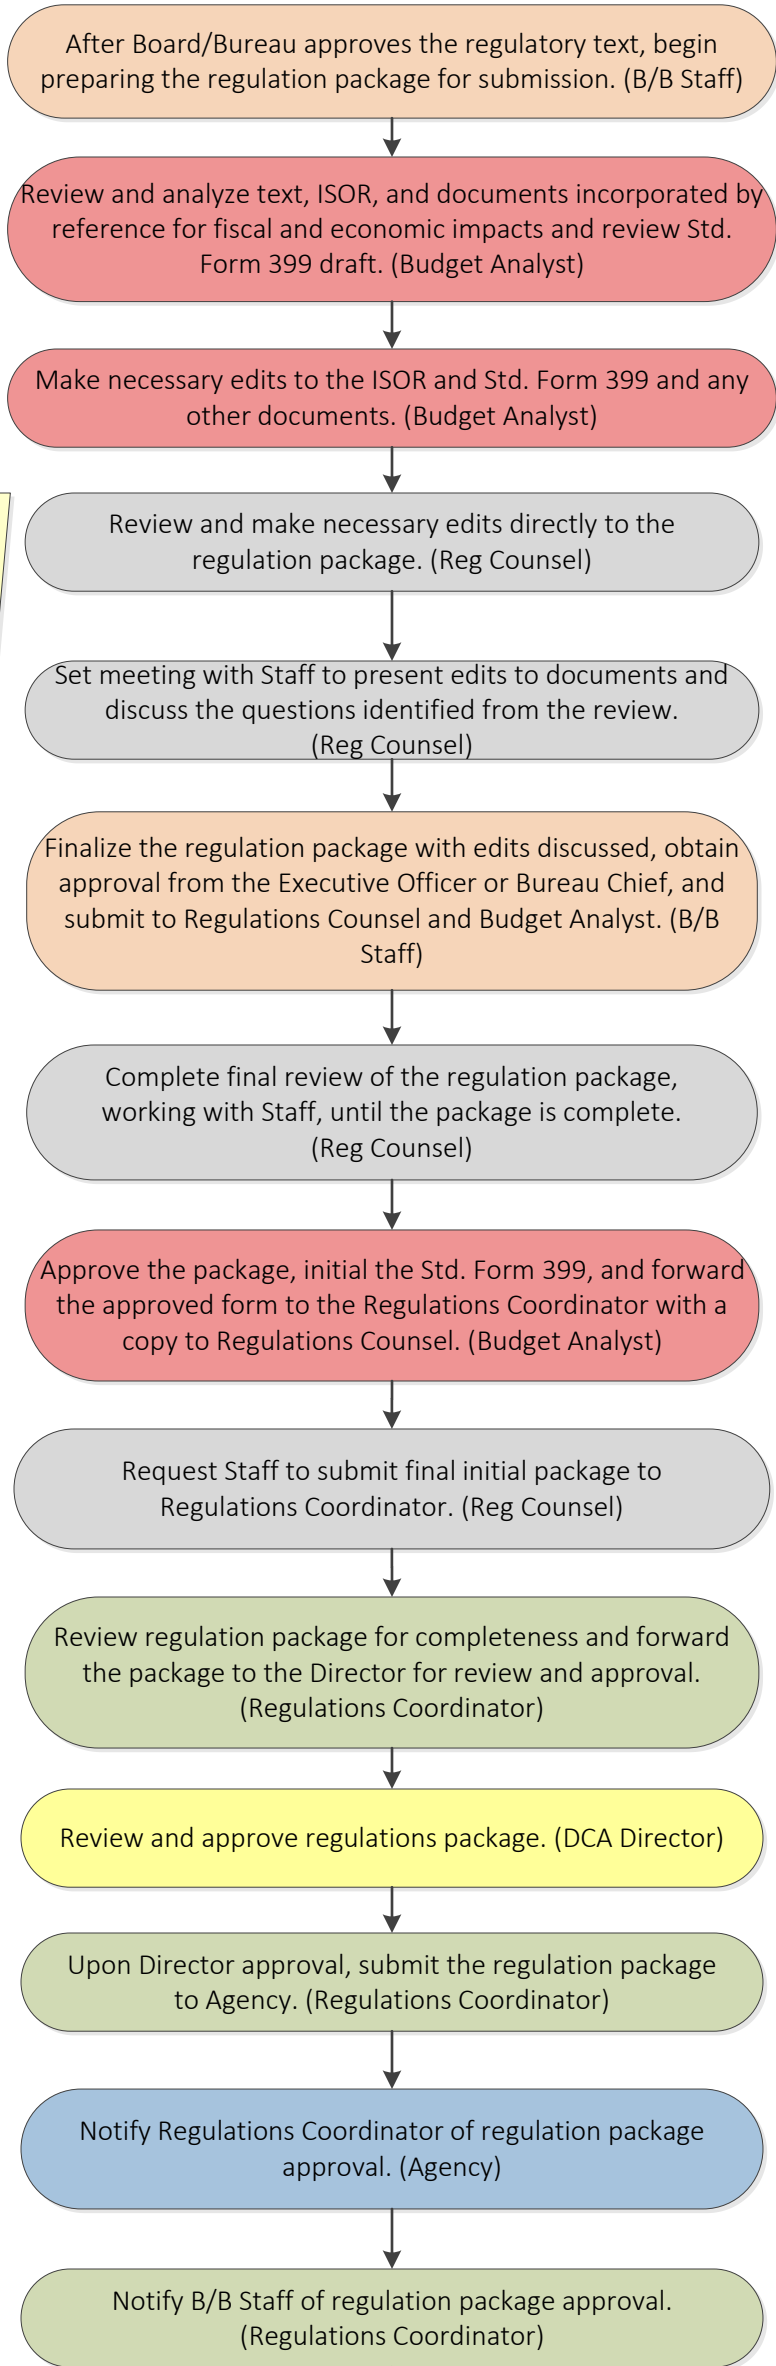 After Board/Bureau approves the regulatory text, begin
preparing the regulation package for submission. (B/B Staff)
Review and analyze text, ISOR, and documents incorporated by
reference for fiscal and economic impacts and review Std.
Form 399 draft. (Budget Analyst)
Make necessary edits to the ISOR and Std. Form 399 and any
other documents. (Budget Analyst)
Review and make necessary edits directly to the
regulation package. (Reg Counsel)
Set meeting with Staff to present edits to documents and
discuss the questions identified from the review.
(Reg Counsel)
Finalize the regulation package with edits discussed, obtain
approval from the Executive Officer or Bureau Chief, and
submit to Regulations Counsel and Budget Analyst. (B/B
Staff)
Complete final review of the regulation package,
working with Staff, until the package is complete.
(Reg Counsel)
Approve the package, initial the Std. Form 399, and forward
the approved form to the Regulations Coordinator with a
copy to Regulations Counsel. (Budget Analyst)
Request Staff to submit final initial package to
Regulations Coordinator. (Reg Counsel)
Review regulation package for completeness and forward
the package to the Director for review and approval.
(Regulations Coordinator)
Review and approve regulations package. (DCA Director)
Upon Director approval, submit the regulation package
to Agency. (Regulations Coordinator)
Notify Regulations Coordinator of regulation package
approval. (Agency)
Notify B/B Staff of regulation package approval.
(Regulations Coordinator)